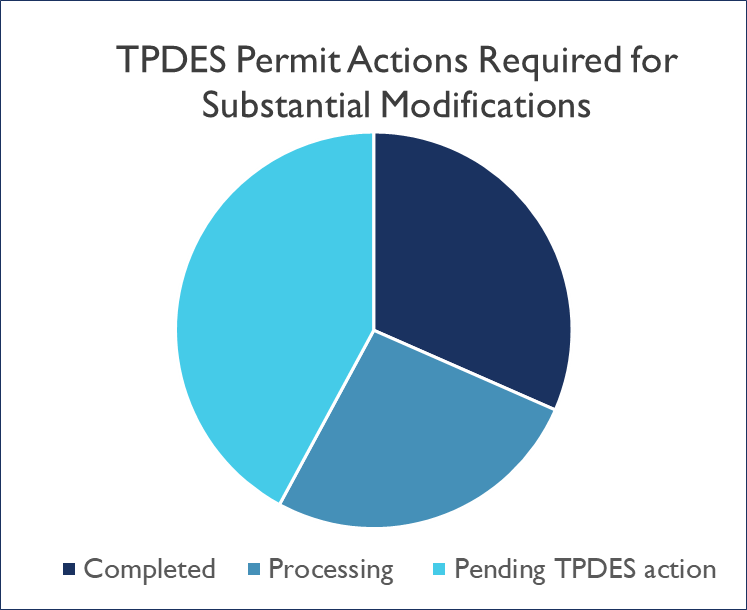 TPDES Permit Actions Required for
Substantial Modifications
Completed Processing Pending TPDES action